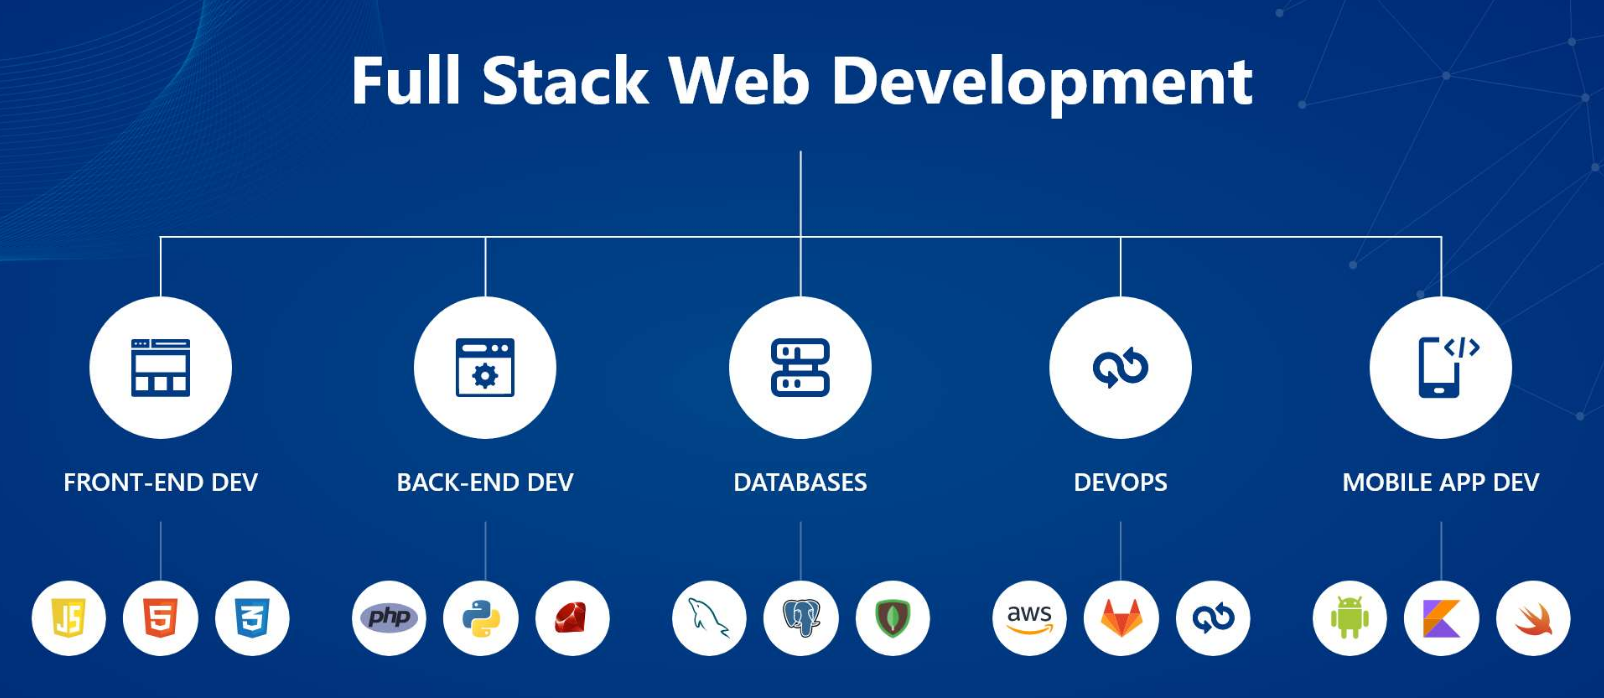 Full Stack Web Development
FRONT-END DEV
BACK-END DEV
DATABASES
DEVOPS
MOBILE APP DEV
JS
5
3
php
aws